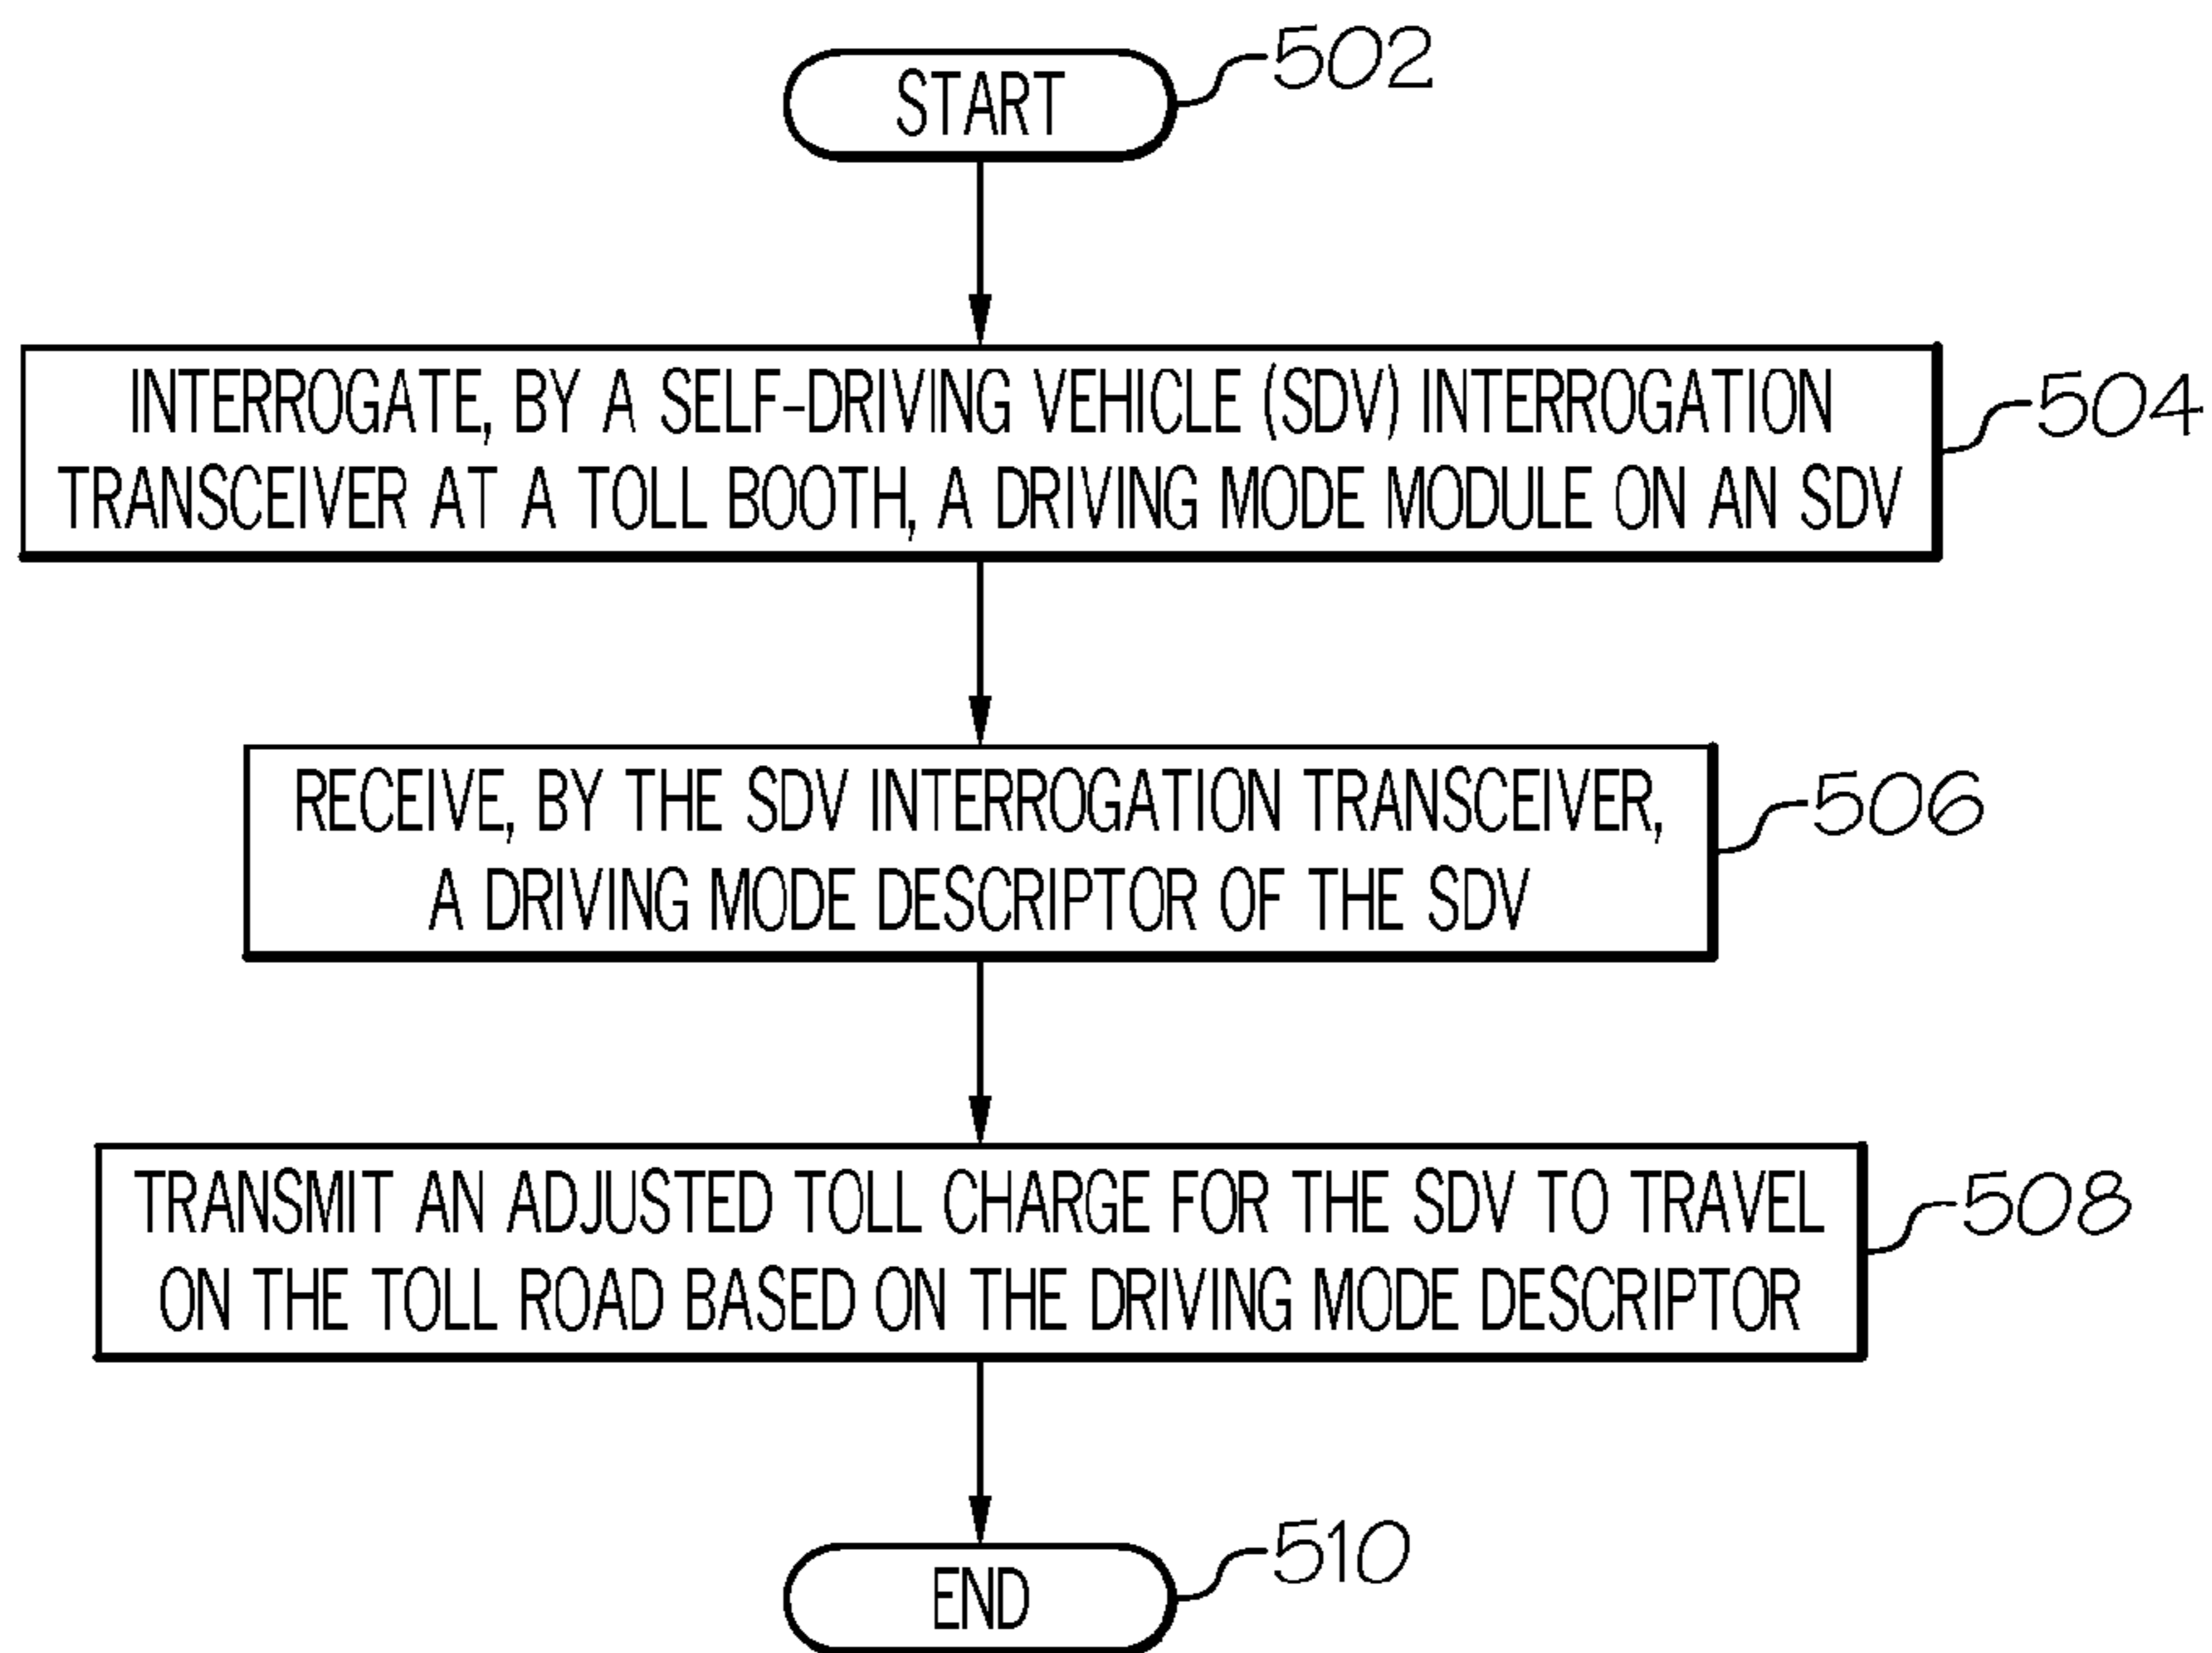 START
502
INTERROGATE, BY A SELF-DRIVING VEHICLE (SDV) INTERROGATION
TRANSCEIVER AT A TOLL BOOTH, A DRIVING MODE MODULE ON AN SDV
504
RECEIVE, BY THE SDV INTERROGATION TRANSCEIVER,
A DRIVING MODE DESCRIPTOR OF THE SDV
506
TRANSMIT AN ADJUSTED TOLL CHARGE FOR THE SDV TO TRAVEL
ON THE TOLL ROAD BASED ON THE DRIVING MODE DESCRIPTOR
508
END
510